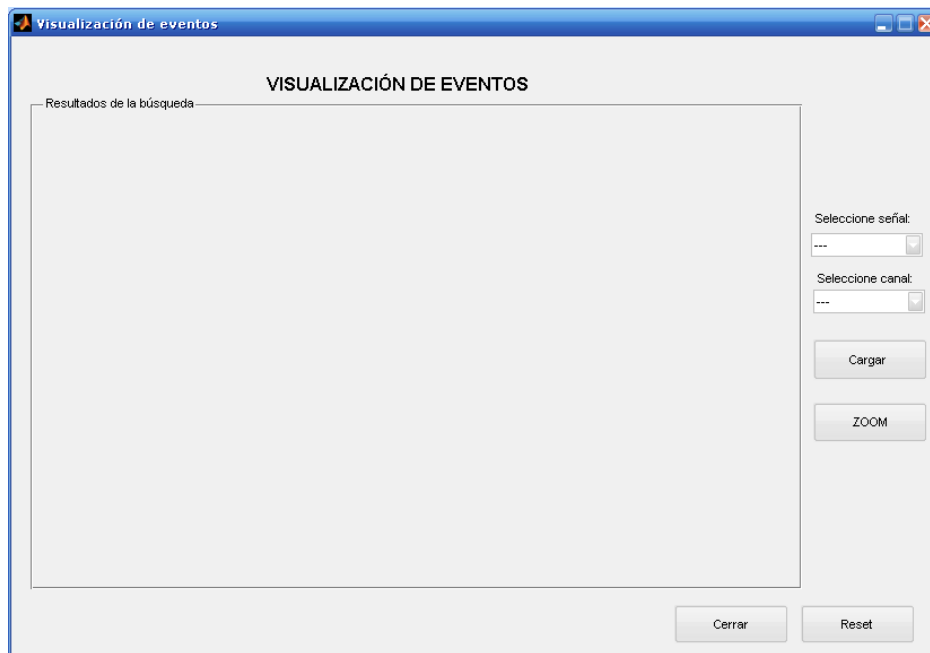 Visualización de eventos
VISUALIZACIÓN DE EVENTOS
Resultados de la búsqueda
Seleccione señal:
---
Seleccione canal:
---
Cargar
ZOOM
Cerrar
Reset